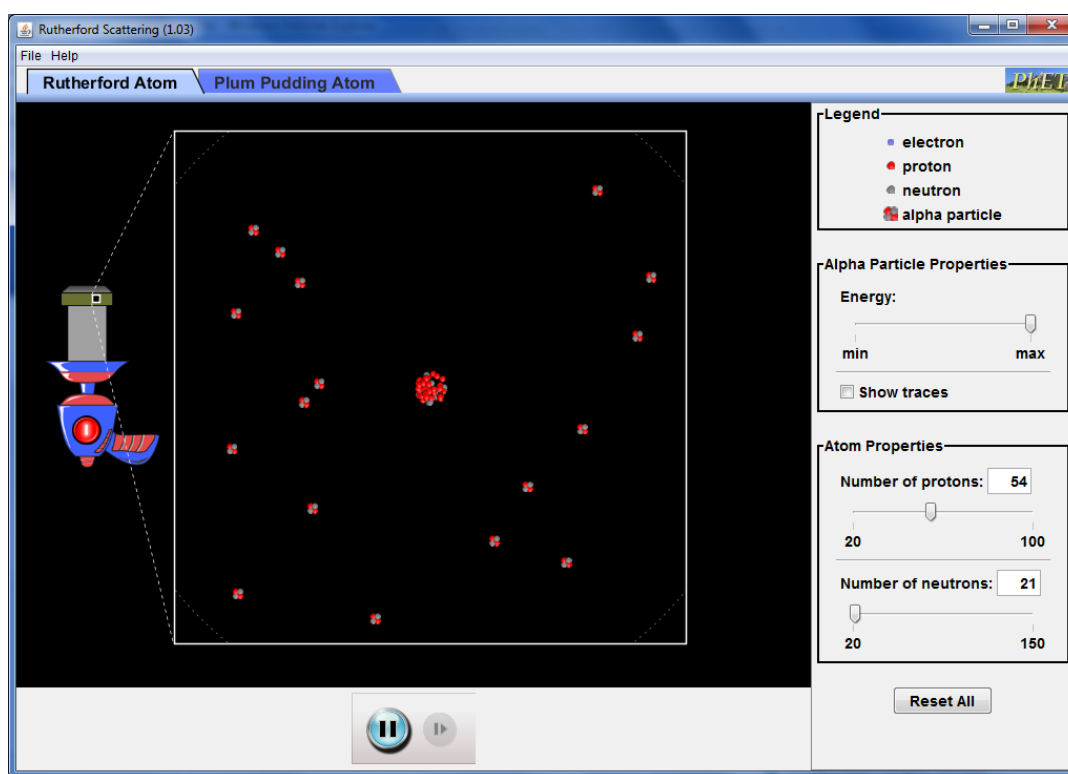 Rutherford Scattering (1.03)
File Help
Rutherford Atom Plum Pudding Atom PhET
Legend
electron
proton
neutron
alpha particle
Alpha Particle Properties
Energy:
min max
Show traces
Atom Properties
Number of protons: 54
20 100
Number of neutrons: 21
20 150
Reset All